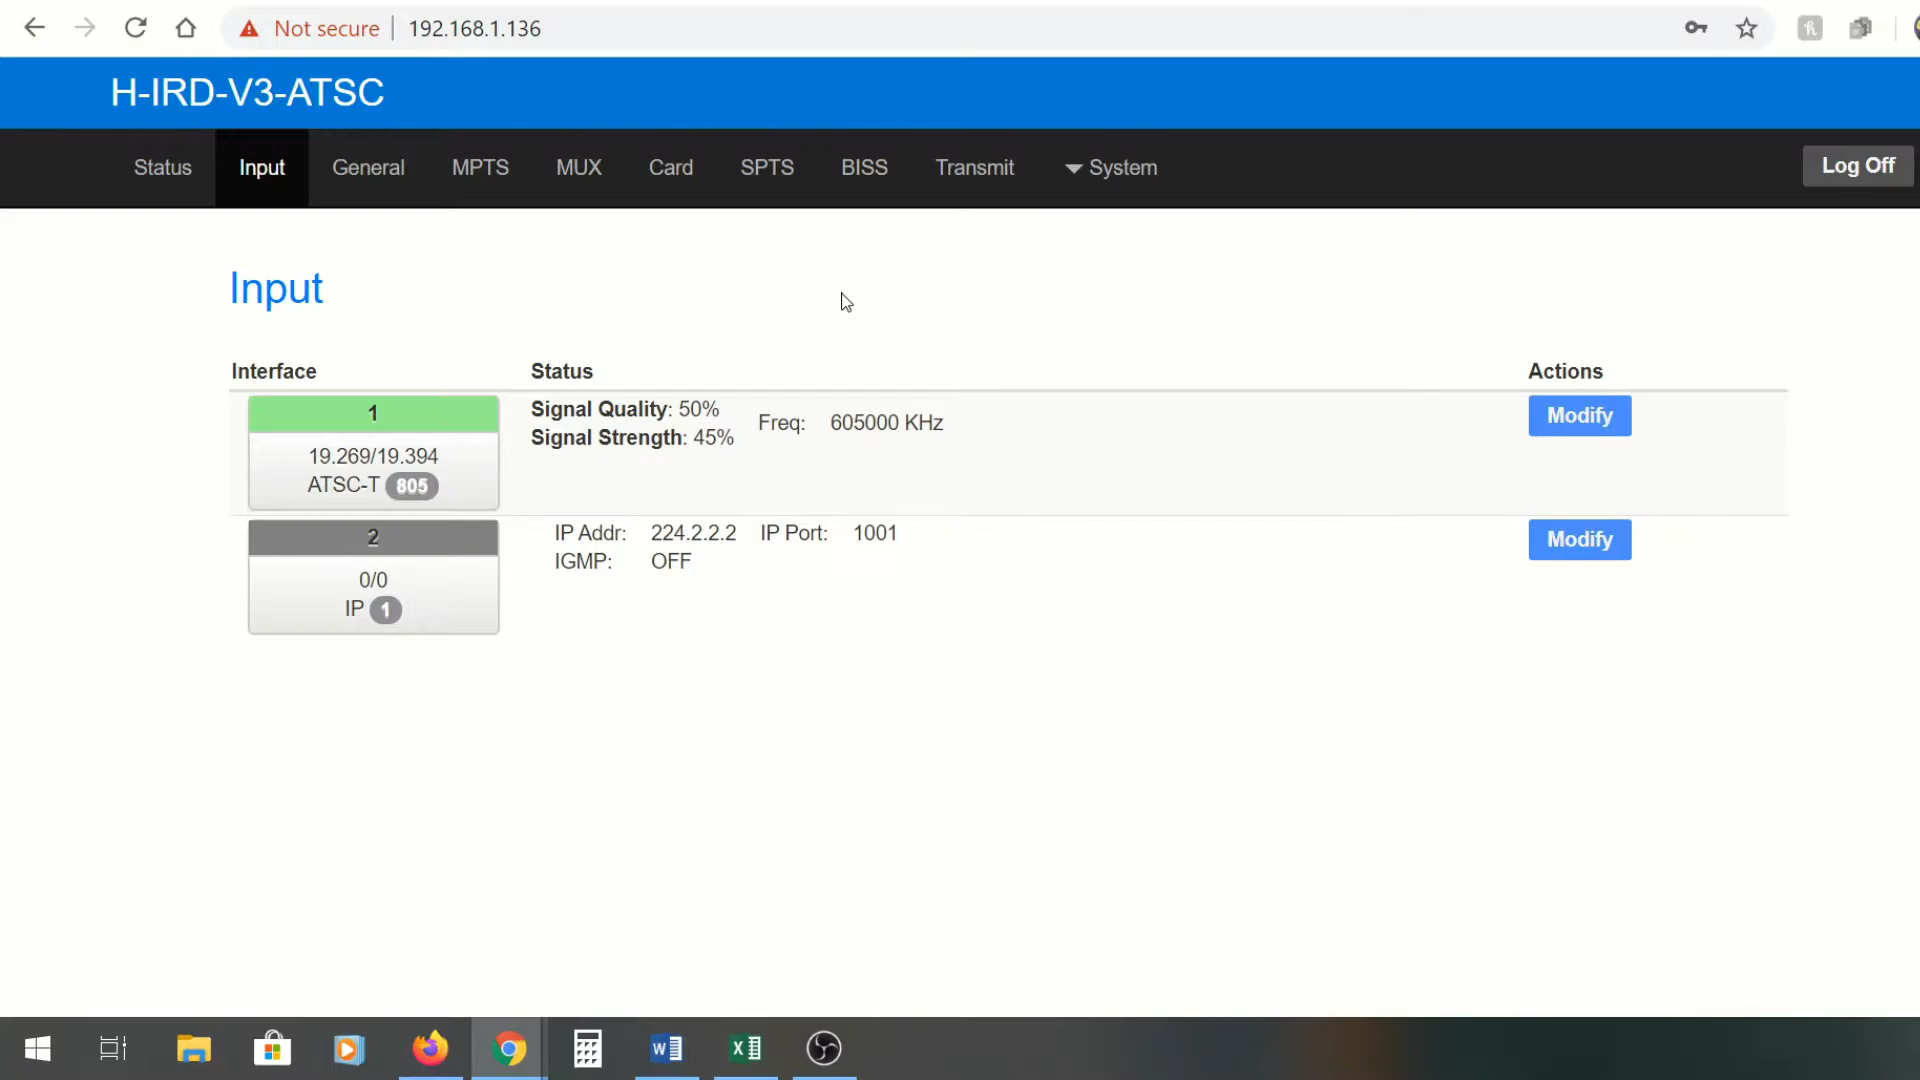 Not secure | 192.168.1.136
H-IRD-V3-ATSC
Status Input General MPTS MUX Card SPTS BISS Transmit System Log Off
Input
Interface Status Actions
1
19.269/19.394
ATSC-T 805
Signal Quality: 50%
Signal Strength: 45%
Freq: 605000 KHz
Modify
2
0/0
IP 1
IP Addr: 224.2.2.2 IP Port: 1001
IGMP: OFF
Modify